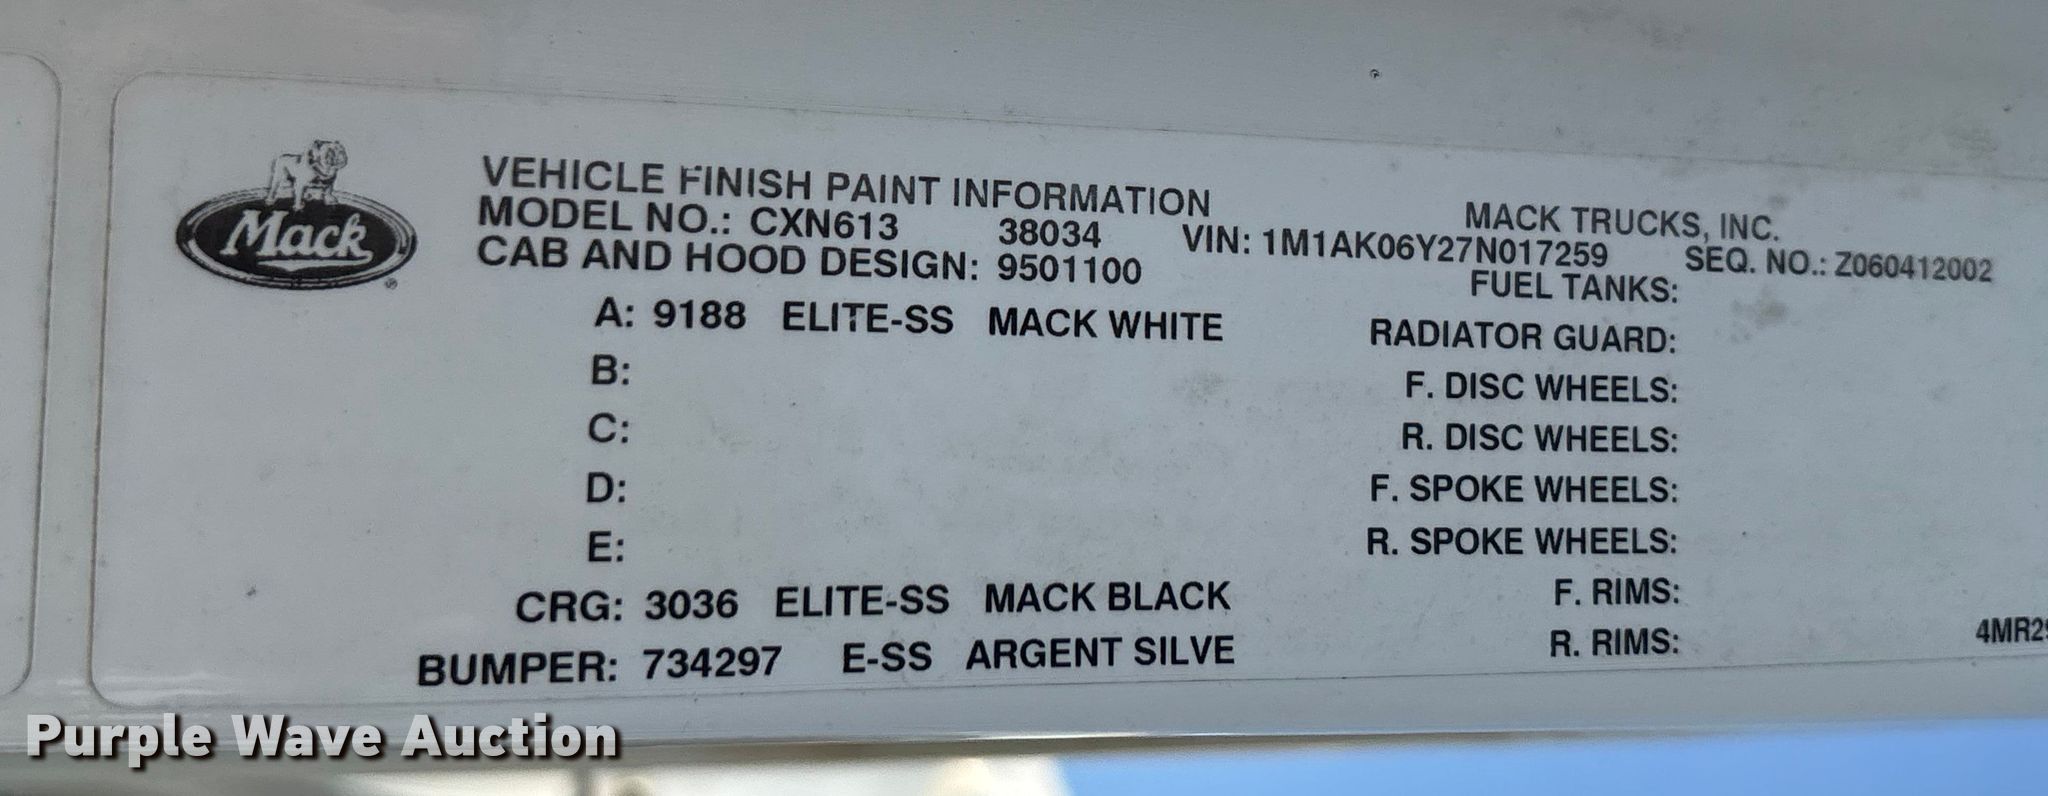 Mack
VEHICLE FINISH PAINT INFORMATION
MACK TRUCKS, INC.
MODEL NO.: CXN613 38034 VIN: 1M1AK06Y27N017259 SEQ. NO.: Z060412002
CAB AND HOOD DESIGN: 9501100 FUEL TANKS:
A: 9188 ELITE-SS MACK WHITE RADIATOR GUARD:
B: F. DISC WHEELS:
C: R. DISC WHEELS:
D: F. SPOKE WHEELS:
E: R. SPOKE WHEELS:
CRG: 3036 ELITE-SS MACK BLACK F. RIMS:
BUMPER: 734297 E-SS ARGENT SILVE R. RIMS:
Purple Wave Auction